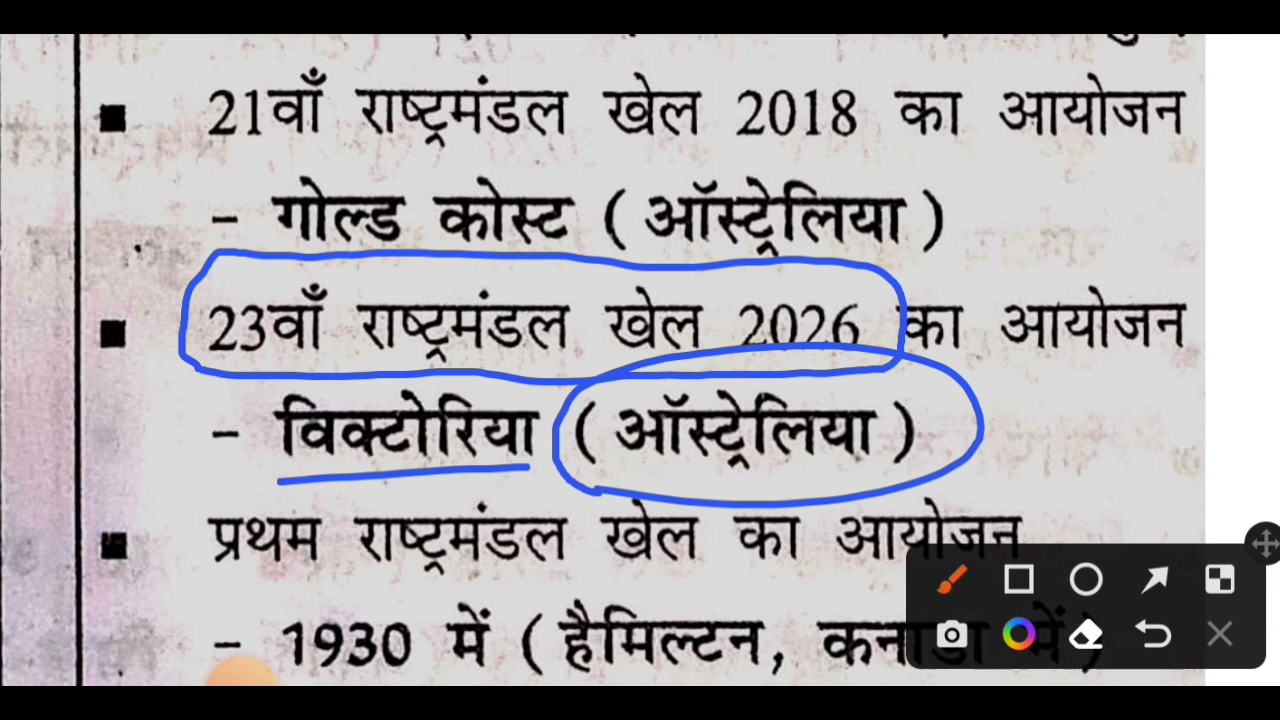 ■ 21वाँ राष्ट्रमंडल खेल 2018 का आयोजन
– गोल्ड कोस्ट (ऑस्ट्रेलिया)
■ 23वाँ राष्ट्रमंडल खेल 2026 का आयोजन
– विक्टोरिया (ऑस्ट्रेलिया)
■ प्रथम राष्ट्रमंडल खेल का आयोजन
– 1930 में (हैमिल्टन, कनाडा में)